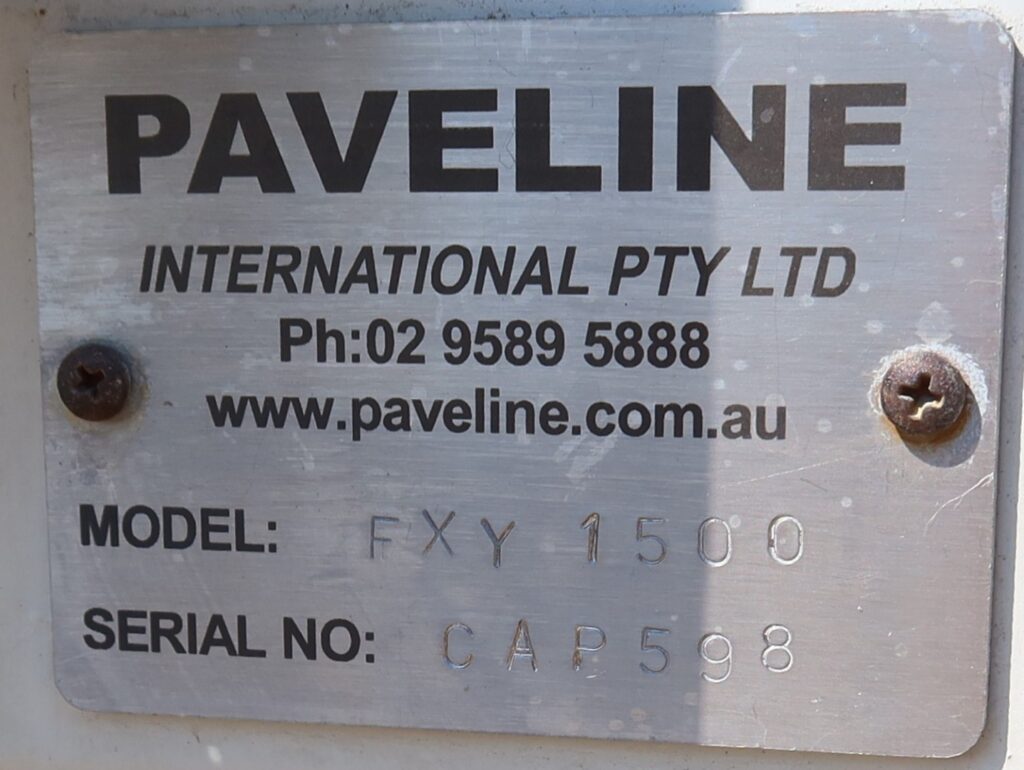 PAVELINE
INTERNATIONAL PTY LTD
Ph:02 9589 5888
www.paveline.com.au
MODEL: FXY 1500
SERIAL NO: CAP598